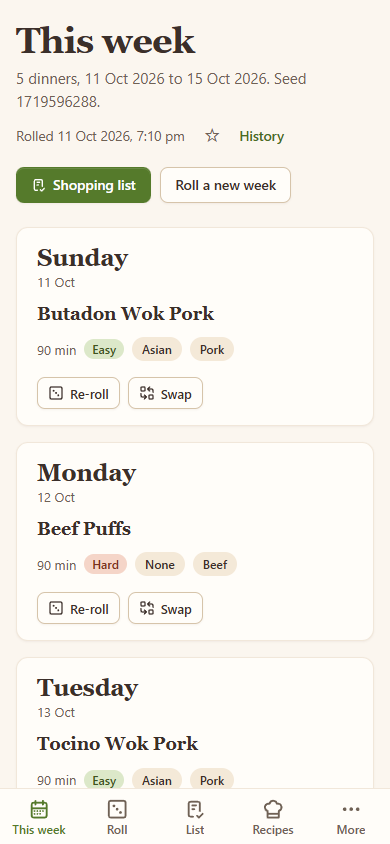 This week
5 dinners, 11 Oct 2026 to 15 Oct 2026. Seed
1719596288.
Rolled 11 Oct 2026, 7:10 pm ☆ History
Shopping list Roll a new week
Sunday
11 Oct
Butadon Wok Pork
90 min Easy Asian Pork
Re-roll Swap
Monday
12 Oct
Beef Puffs
90 min Hard None Beef
Re-roll Swap
Tuesday
13 Oct
Tocino Wok Pork
90 min Easy Asian Pork
This week Roll List Recipes More